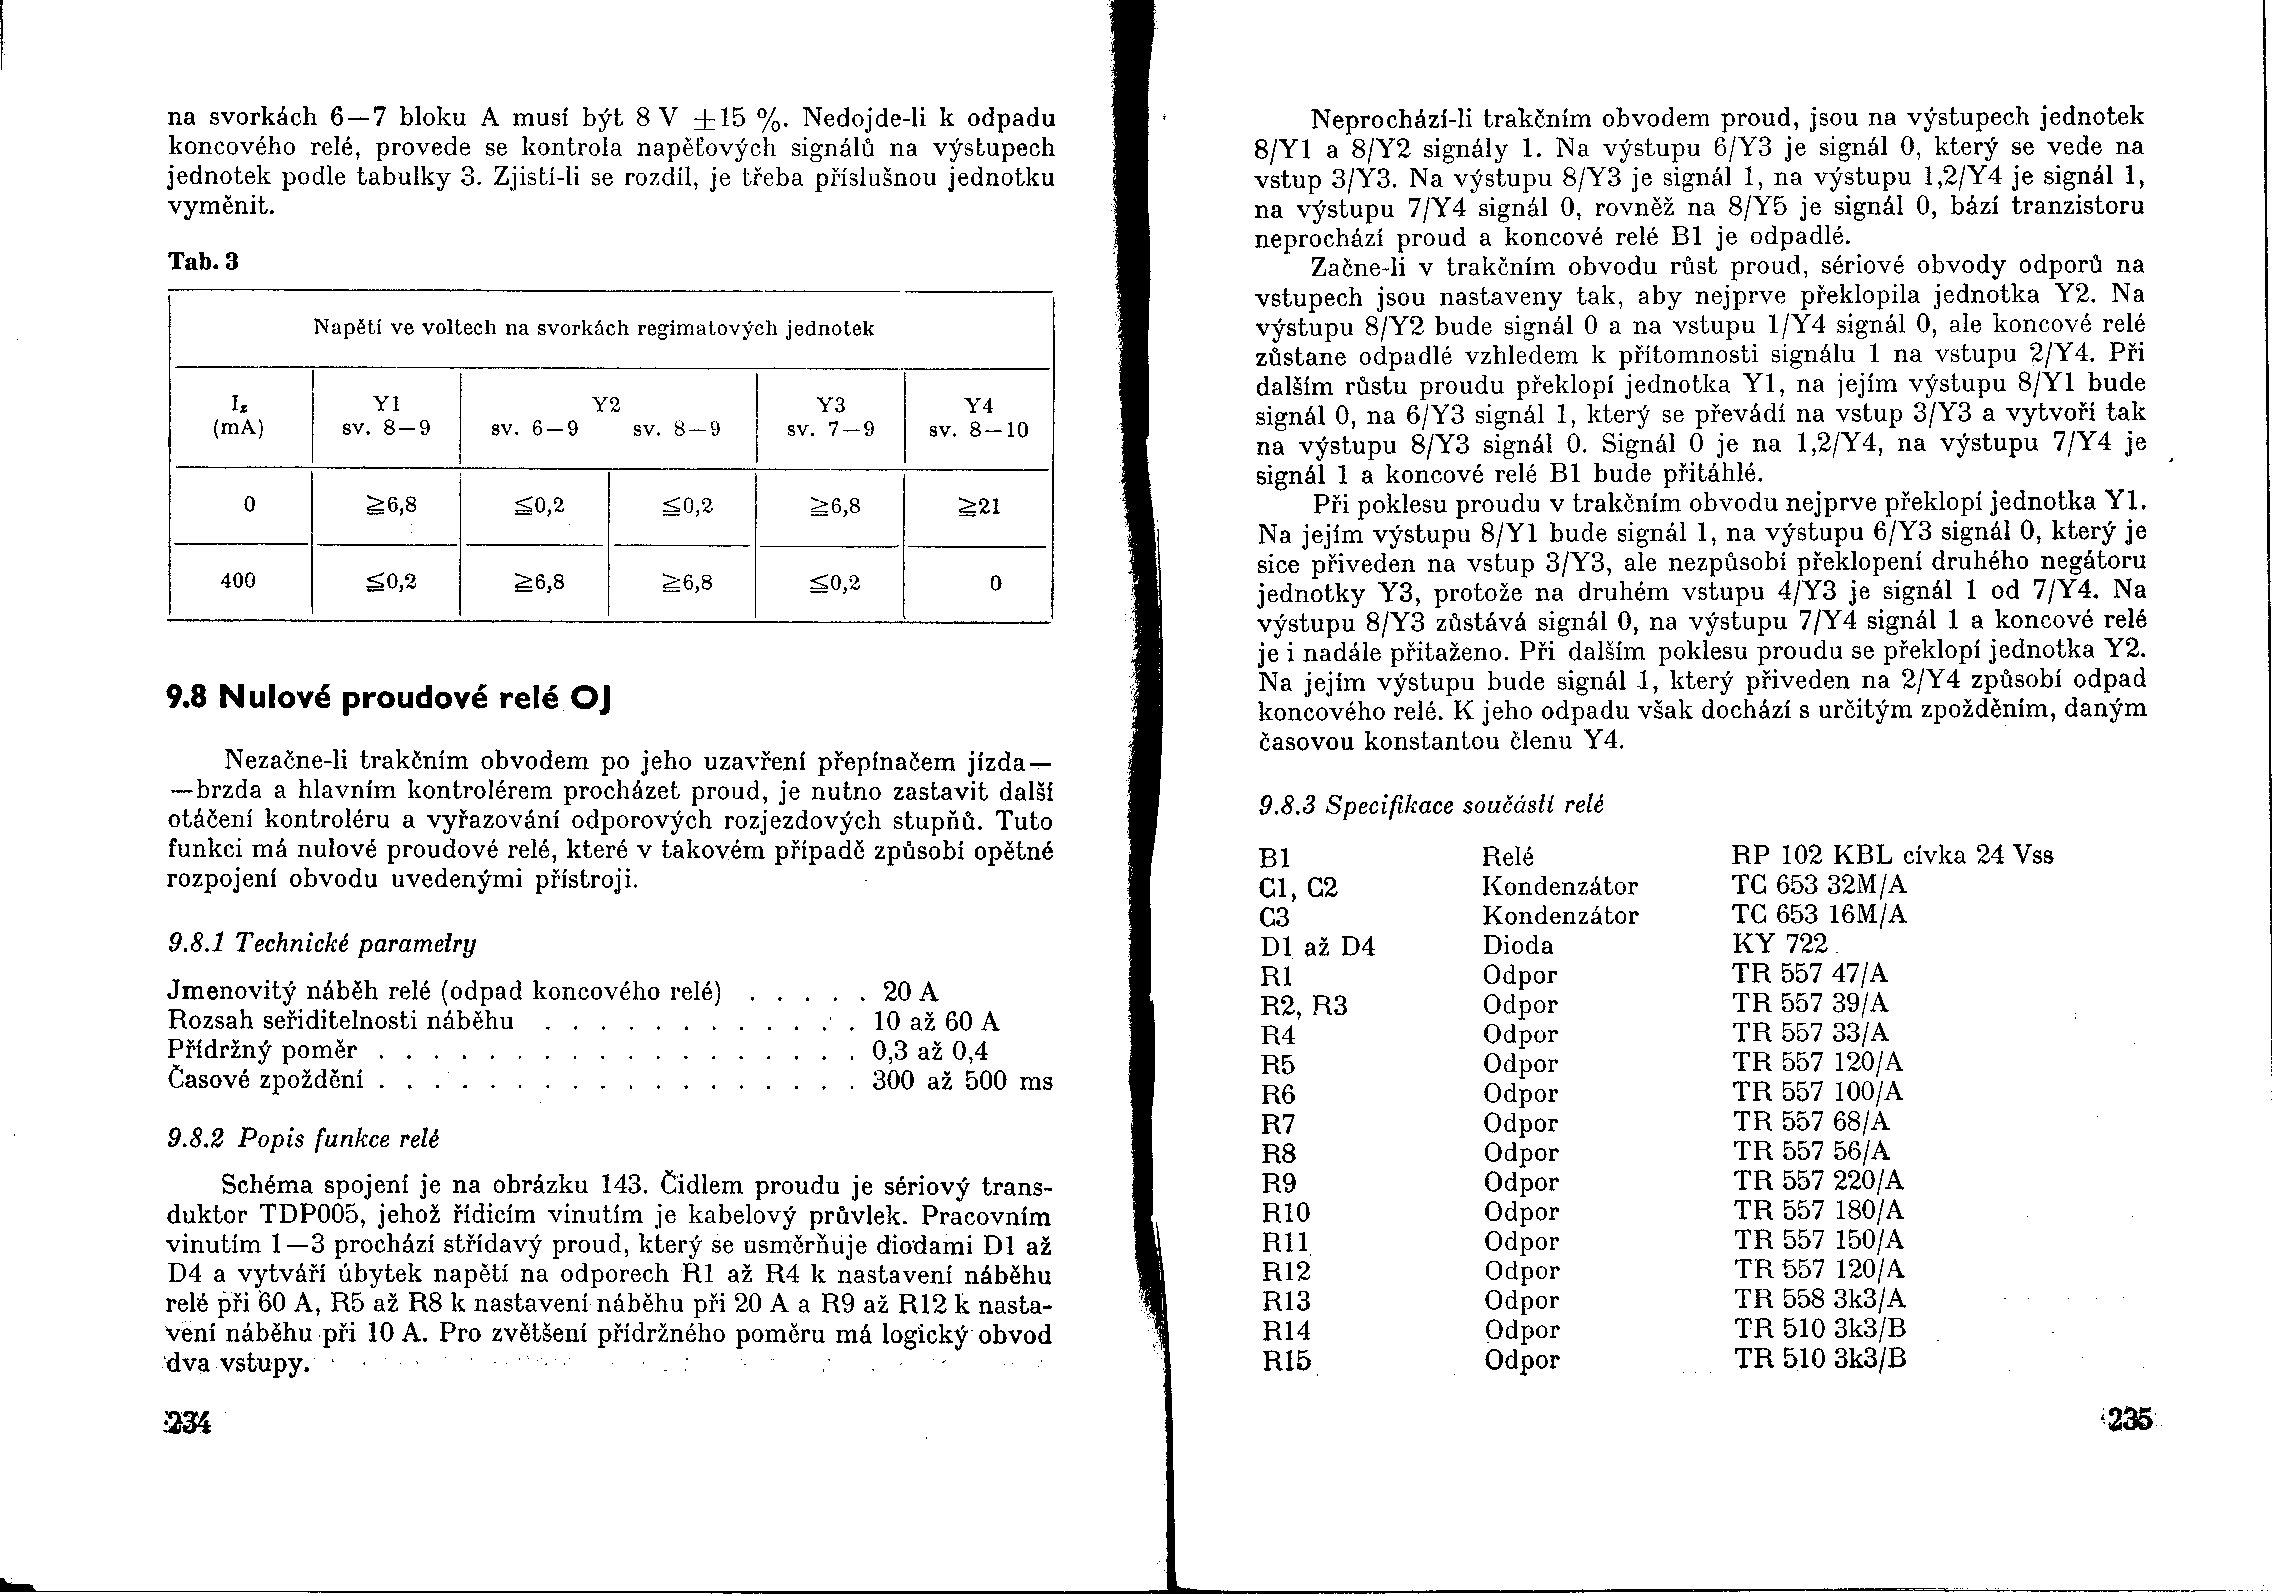 na svorkách 6—7 bloku A musí být 8 V ±15 %. Nedojde-li k odpadu
koncového relé, provede se kontrola napěťových signálů na výstupech
jednotek podle tabulky 3. Zjistí-li se rozdíl, je třeba příslušnou jednotku
vyměnit.
Tab. 3
Napětí ve voltech na svorkách regimatových jednotek
Iz Y1 Y2 Y3 Y4
(mA) sv. 8—9 sv. 6—9 sv. 8—9 sv. 7—9 sv. 8—10
0 ≧6,8 ≦0,2 ≦0,2 ≧6,8 ≧21
400 ≦0,2 ≧6,8 ≧6,8 ≦0,2 0
9.8 Nulové proudové relé OJ
Nezačne-li trakčním obvodem po jeho uzavření přepínačem jízda—
—brzda a hlavním kontrolérem procházet proud, je nutno zastavit další
otáčení kontroléru a vyřazování odporových rozjezdových stupňů. Tuto
funkci má nulové proudové relé, které v takovém případě způsobí opětné
rozpojení obvodu uvedenými přístroji.
9.8.1 Technické parametry
Jmenovitý náběh relé (odpad koncového relé) . . . . . 20 A
Rozsah seřiditelnosti náběhu . . . . . . . . . . . . 10 až 60 A
Přídržný poměr . . . . . . . . . . . . . . . . . . 0,3 až 0,4
Časové zpoždění . . . . . . . . . . . . . . . . . . 300 až 500 ms
9.8.2 Popis funkce relé
Schéma spojení je na obrázku 143. Čidlem proudu je sériový trans-
duktor TDP005, jehož řídicím vinutím je kabelový průvlek. Pracovním
vinutím 1—3 prochází střídavý proud, který se usměrňuje diodami D1 až
D4 a vytváří úbytek napětí na odporech R1 až R4 k nastavení náběhu
relé při 60 A, R5 až R8 k nastavení náběhu při 20 A a R9 až R12 k nasta-
vení náběhu při 10 A. Pro zvětšení přídržného poměru má logický obvod
dva vstupy.
234
Neprochází-li trakčním obvodem proud, jsou na výstupech jednotek
8/Y1 a 8/Y2 signály 1. Na výstupu 6/Y3 je signál 0, který se vede na
vstup 3/Y3. Na výstupu 8/Y3 je signál 1, na výstupu 1,2/Y4 je signál 1,
na výstupu 7/Y4 signál 0, rovněž na 8/Y5 je signál 0, bází tranzistoru
neprochází proud a koncové relé B1 je odpadlé.
Začne-li v trakčním obvodu růst proud, sériové obvody odporů na
vstupech jsou nastaveny tak, aby nejprve překlopila jednotka Y2. Na
výstupu 8/Y2 bude signál 0 a na vstupu 1/Y4 signál 0, ale koncové relé
zůstane odpadlé vzhledem k přítomnosti signálu 1 na vstupu 2/Y4. Při
dalším růstu proudu překlopí jednotka Y1, na jejím výstupu 8/Y1 bude
signál 0, na 6/Y3 signál 1, který se převádí na vstup 3/Y3 a vytvoří tak
na výstupu 8/Y3 signál 0. Signál 0 je na 1,2/Y4, na výstupu 7/Y4 je
signál 1 a koncové relé B1 bude přitáhlé.
Při poklesu proudu v trakčním obvodu nejprve překlopí jednotka Y1.
Na jejím výstupu 8/Y1 bude signál 1, na výstupu 6/Y3 signál 0, který je
sice přiveden na vstup 3/Y3, ale nezpůsobí překlopení druhého negátoru
jednotky Y3, protože na druhém vstupu 4/Y3 je signál 1 od 7/Y4. Na
výstupu 8/Y3 zůstává signál 0, na výstupu 7/Y4 signál 1 a koncové relé
je i nadále přitaženo. Při dalším poklesu proudu se překlopí jednotka Y2.
Na jejím výstupu bude signál 1, který přiveden na 2/Y4 způsobí odpad
koncového relé. K jeho odpadu však dochází s určitým zpožděním, daným
časovou konstantou členu Y4.
9.8.3 Specifikace součástí relé
B1 Relé RP 102 KBL cívka 24 Vss
C1, C2 Kondenzátor TC 653 32M/A
C3 Kondenzátor TC 653 16M/A
D1 až D4 Dioda KY 722
R1 Odpor TR 557 47/A
R2, R3 Odpor TR 557 39/A
R4 Odpor TR 557 33/A
R5 Odpor TR 557 120/A
R6 Odpor TR 557 100/A
R7 Odpor TR 557 68/A
R8 Odpor TR 557 56/A
R9 Odpor TR 557 220/A
R10 Odpor TR 557 180/A
R11 Odpor TR 557 150/A
R12 Odpor TR 557 120/A
R13 Odpor TR 558 3k3/A
R14 Odpor TR 510 3k3/B
R15 Odpor TR 510 3k3/B
235